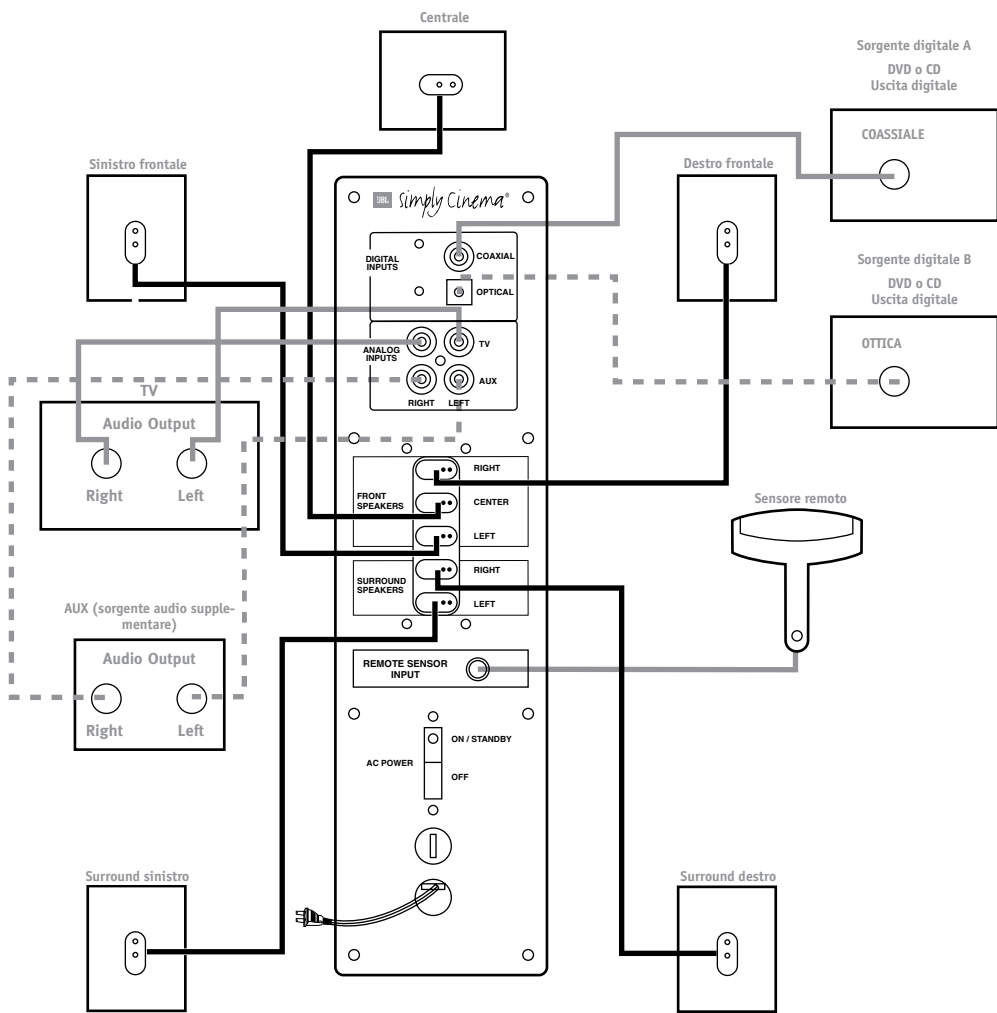 Centrale
Sorgente digitale A
DVD o CD
Uscita digitale
COASSIALE
Sinistro frontale
Destro frontale
JBL Simply Cinema®
DIGITAL
INPUTS
COAXIAL
OPTICAL
Sorgente digitale B
DVD o CD
Uscita digitale
OTTICA
ANALOG
INPUTS
TV
AUX
RIGHT LEFT
TV
Audio Output
Right Left
FRONT
SPEAKERS
RIGHT
CENTER
LEFT
SURROUND
SPEAKERS
RIGHT
LEFT
Sensore remoto
AUX (sorgente audio supple-
mentare)
Audio Output
Right Left
REMOTE SENSOR
INPUT
AC POWER
ON / STANDBY
OFF
Surround sinistro
Surround destro